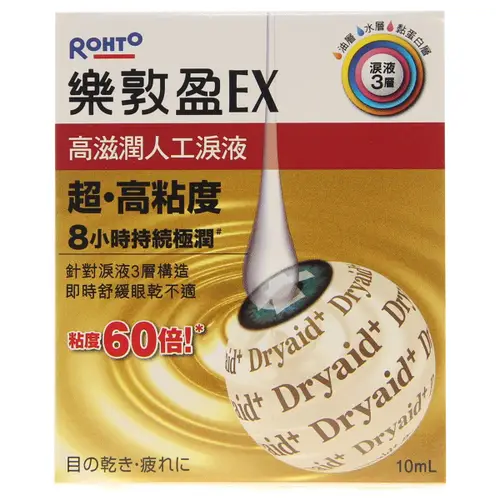 ROHTO
樂敦盈EX
油層 水層 黏蛋白層
淚液
3層
高滋潤人工淚液
超・高粘度
8小時持続極潤#
針對淚液3層構造
即時舒緩眼乾不適
粘度60倍!*
Dryaid+ Dryaid+
Dryaid+ Dryaid+
Dryaid+
目の乾き・疲れに
10mL